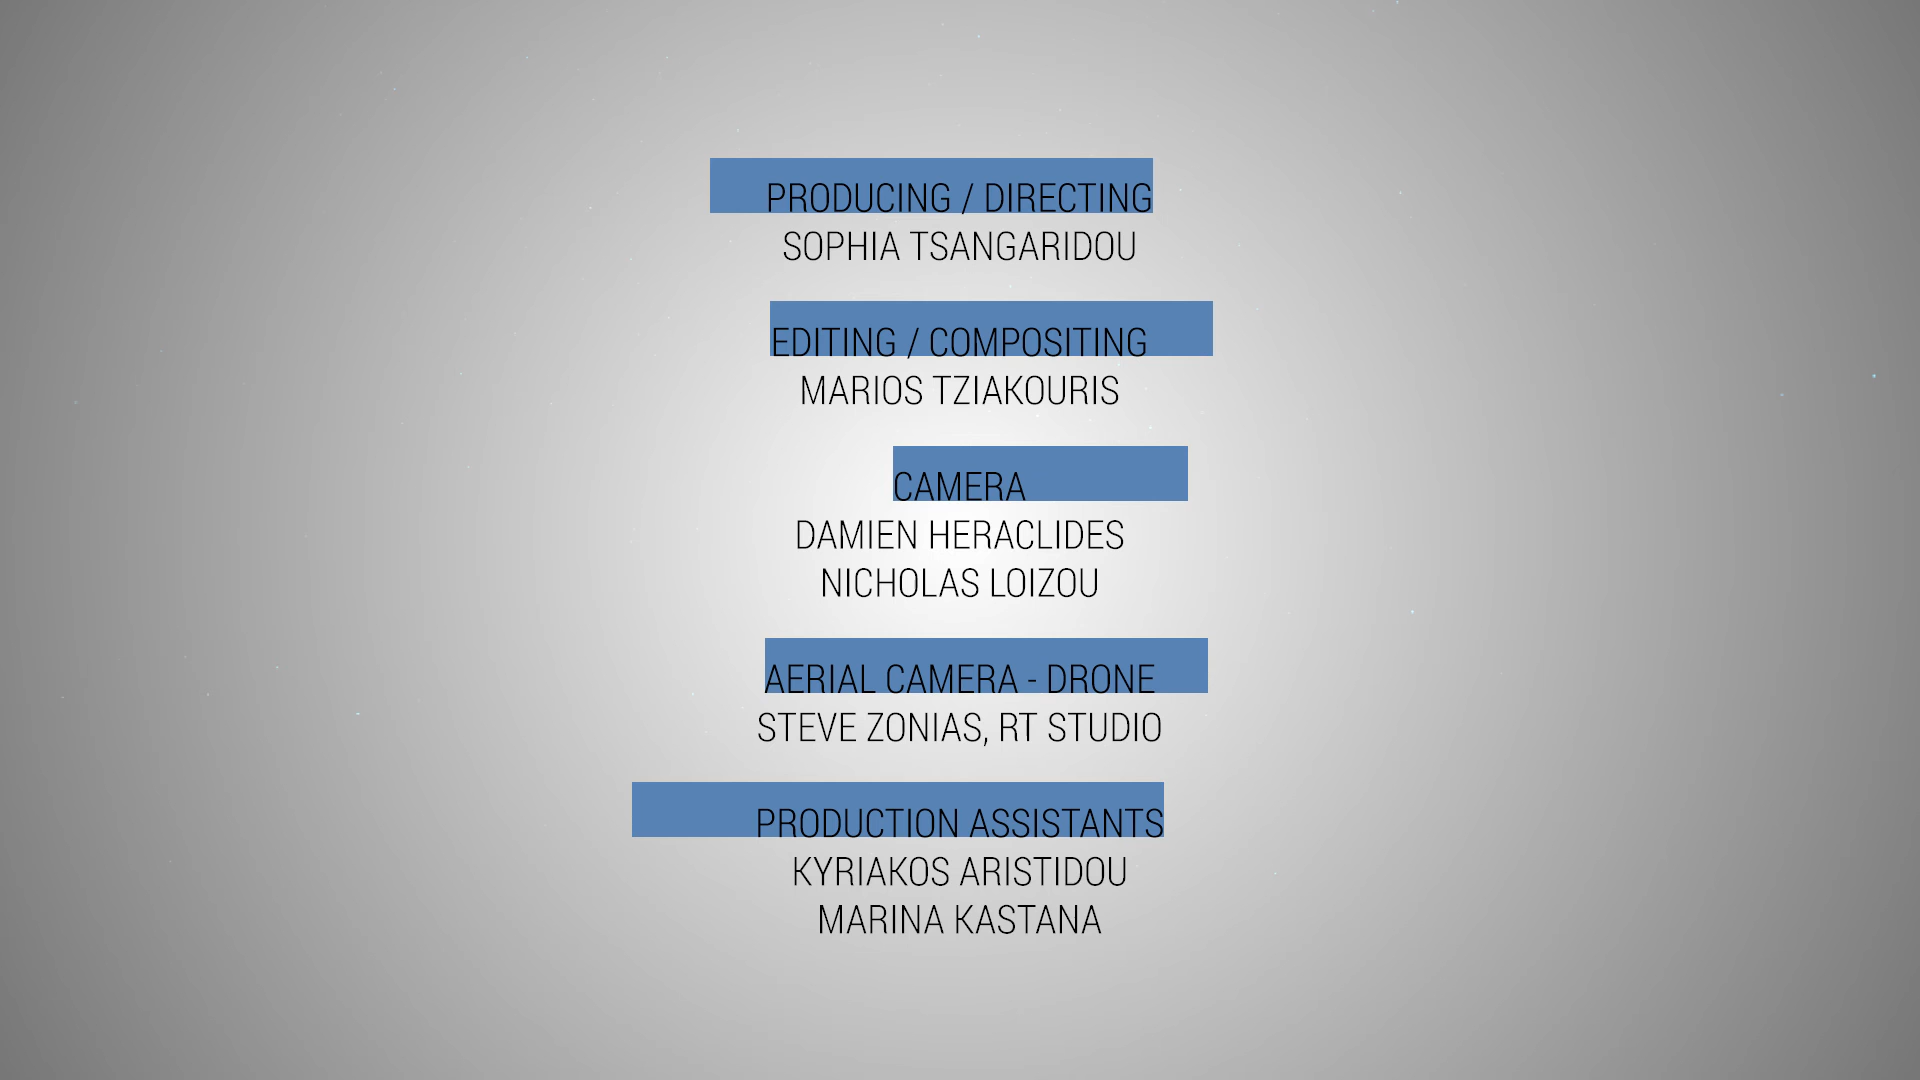 PRODUCING / DIRECTING
SOPHIA TSANGARIDOU
EDITING / COMPOSITING
MARIOS TZIAKOURIS
CAMERA
DAMIEN HERACLIDES
NICHOLAS LOIZOU
AERIAL CAMERA - DRONE
STEVE ZONIAS, RT STUDIO
PRODUCTION ASSISTANTS
KYRIAKOS ARISTIDOU
MARINA KASTANA